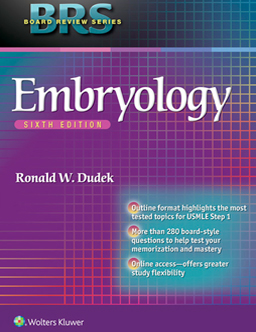 BRS
BOARD REVIEW SERIES
Embryology
SIXTH EDITION
Ronald W. Dudek
Outline format highlights the most
tested topics for USMLE Step 1
More than 280 board-style
questions to help test your
memorization and mastery
Online access—offers greater
study flexibility
Wolters Kluwer